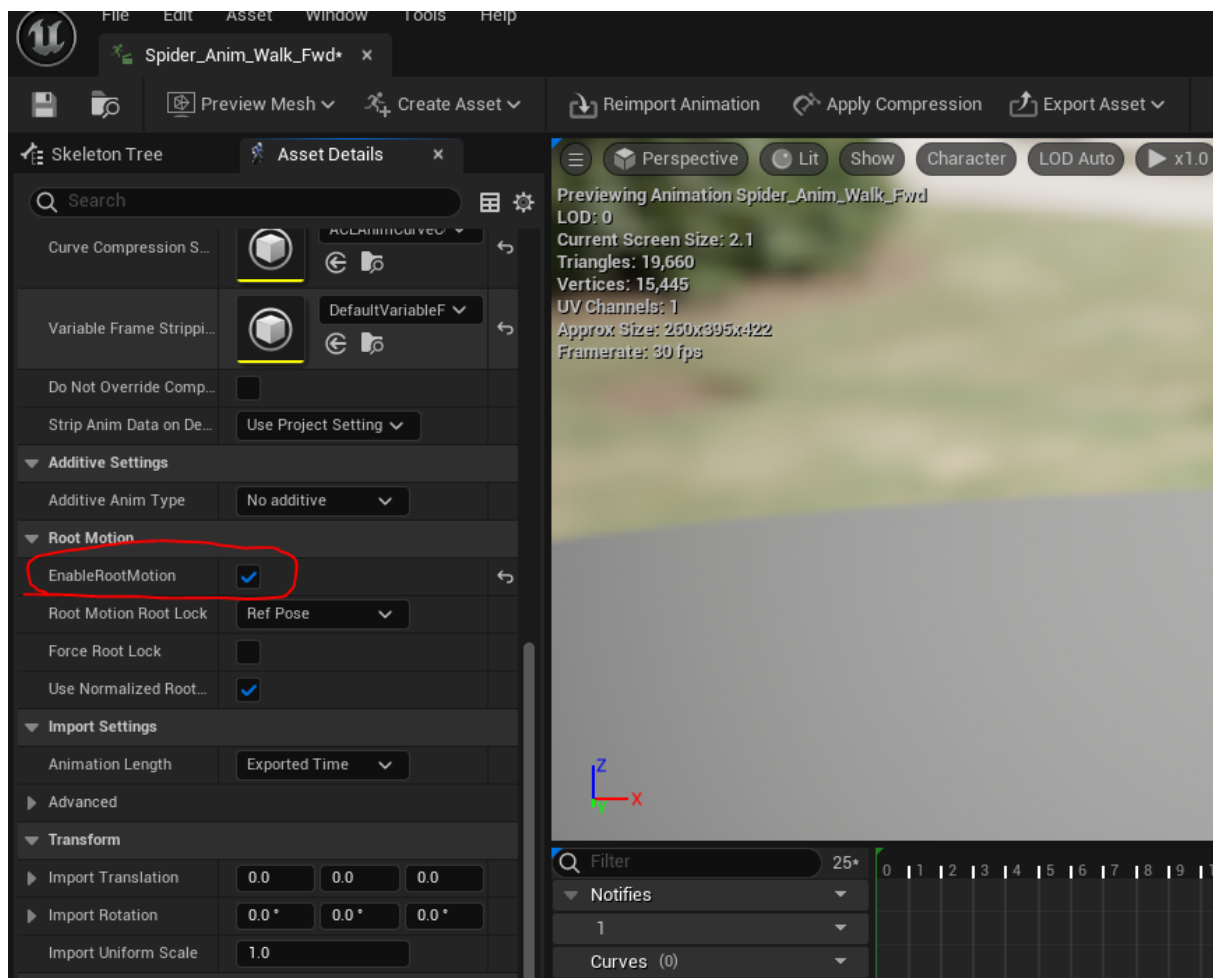 File Edit Asset Window Tools Help
Spider_Anim_Walk_Fwd*
Preview Mesh Create Asset Reimport Animation Apply Compression Export Asset
Skeleton Tree Asset Details
Perspective Lit Show Character LOD Auto x1.0
Search
Previewing Animation Spider_Anim_Walk_Fwd
LOD: 0
Current Screen Size: 2.1
Triangles: 19,660
Vertices: 15,445
UV Channels: 1
Approx Size: 260x395x422
Framerate: 30 fps
Curve Compression S...
Variable Frame Strippi... DefaultVariableF
Do Not Override Comp...
Strip Anim Data on De... Use Project Setting
Additive Settings
Additive Anim Type No additive
Root Motion
EnableRootMotion
Root Motion Root Lock Ref Pose
Force Root Lock
Use Normalized Root...
Import Settings
Animation Length Exported Time
Advanced
Transform
Import Translation 0.0 0.0 0.0
Import Rotation 0.0 ° 0.0 ° 0.0 °
Import Uniform Scale 1.0
Z
X
Filter 25* 0 1 2 3 4 5 6 7 8 9
Notifies
1
Curves (0)